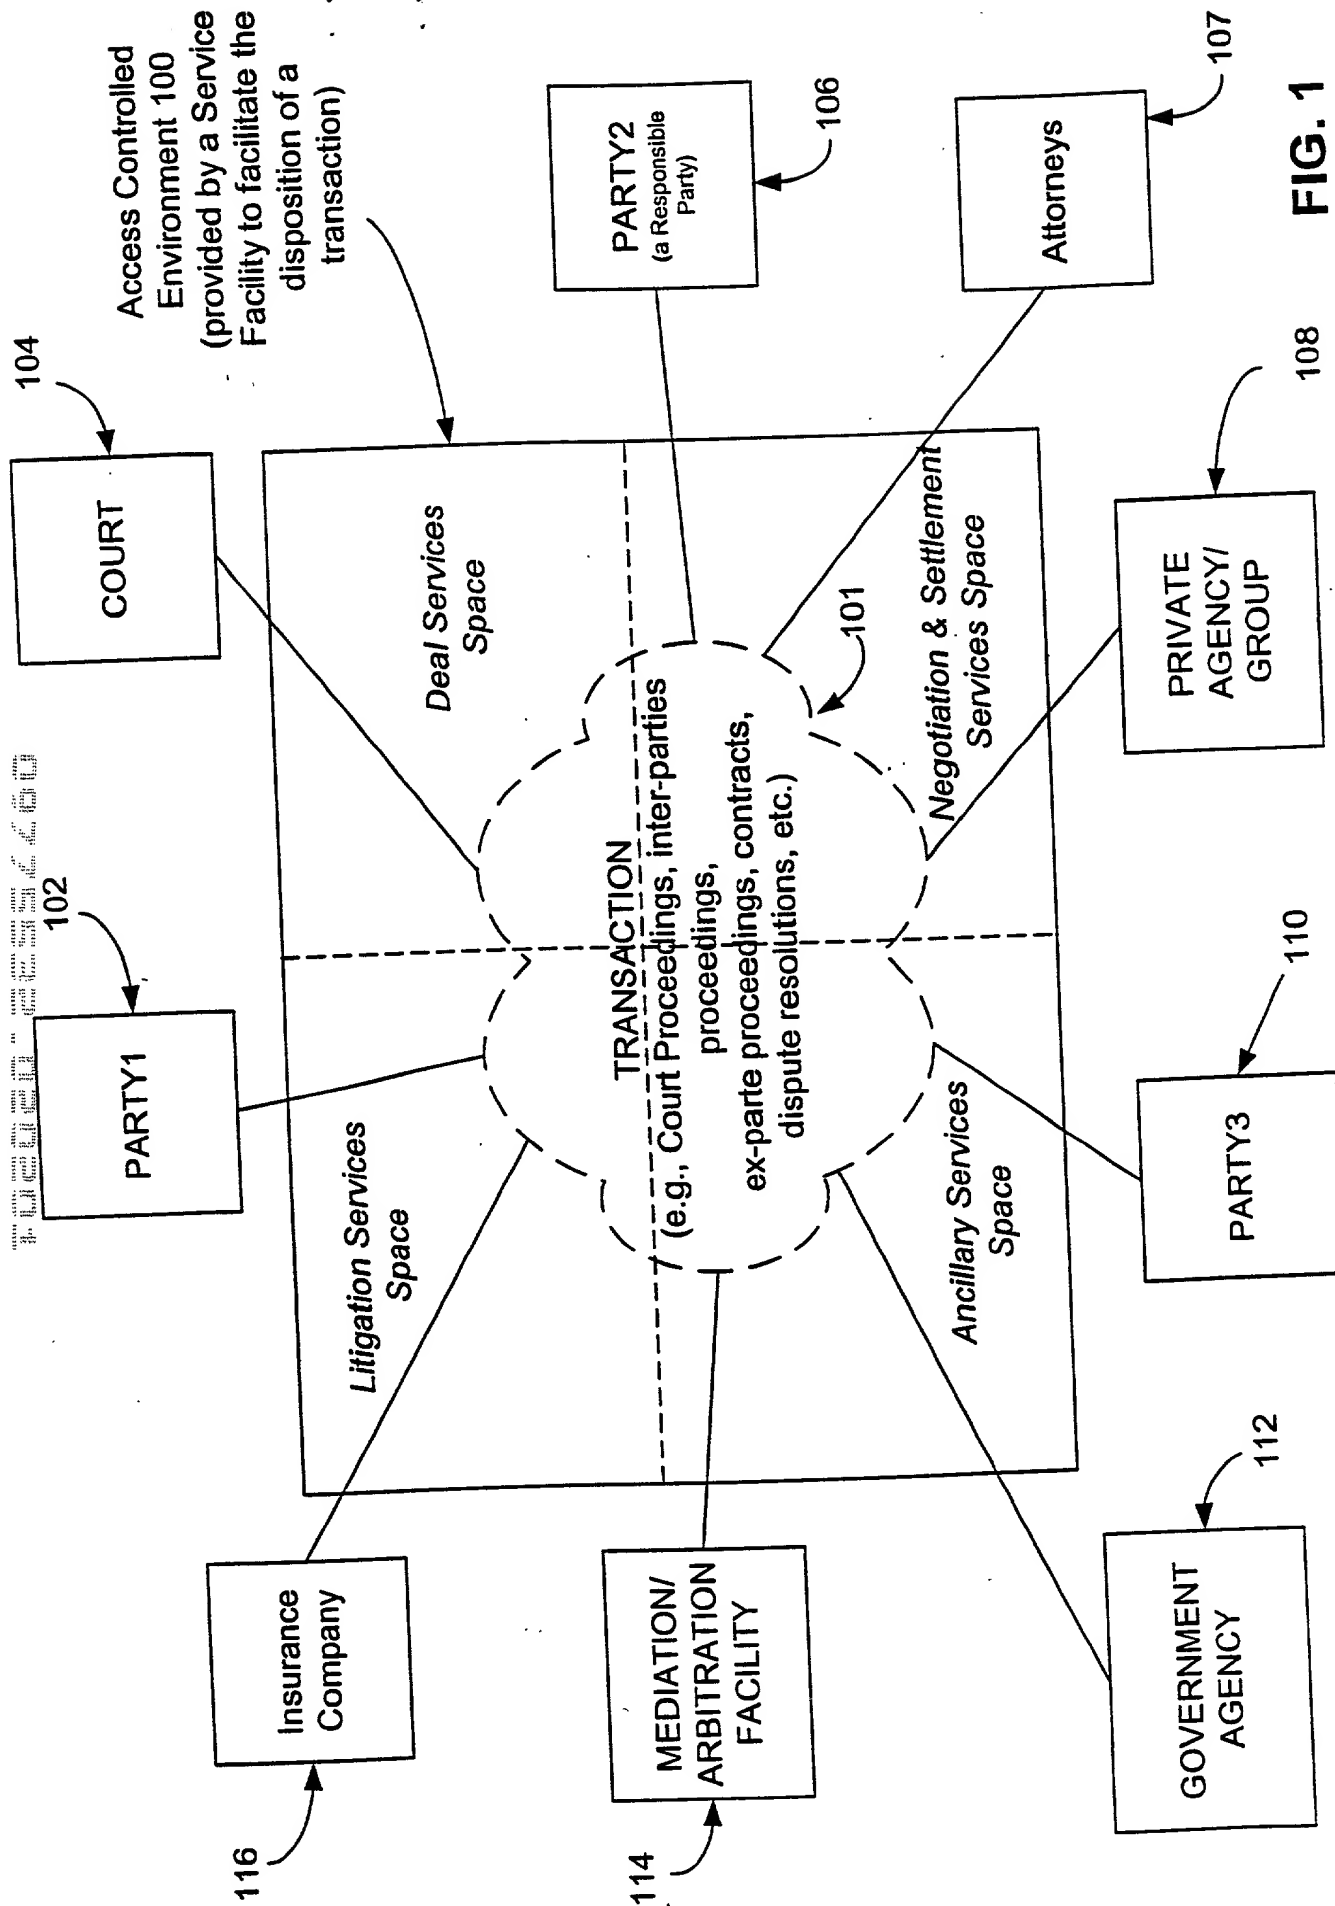 Access Controlled
Environment 100
(provided by a Service
Facility to facilitate the
disposition of a
transaction)
104
COURT
102
PARTY1
116
Insurance
Company
Litigation Services
Space
Deal Services
Space
PARTY2
(a Responsible
Party)
106
TRANSACTION
(e.g., Court Proceedings, inter-parties
proceedings,
ex-parte proceedings, contracts,
dispute resolutions, etc.)
101
114
MEDIATION/
ARBITRATION
FACILITY
Ancillary Services
Space
Negotiation & Settlement
Services Space
Attorneys
107
112
GOVERNMENT
AGENCY
110
PARTY3
108
PRIVATE
AGENCY/
GROUP
FIG. 1